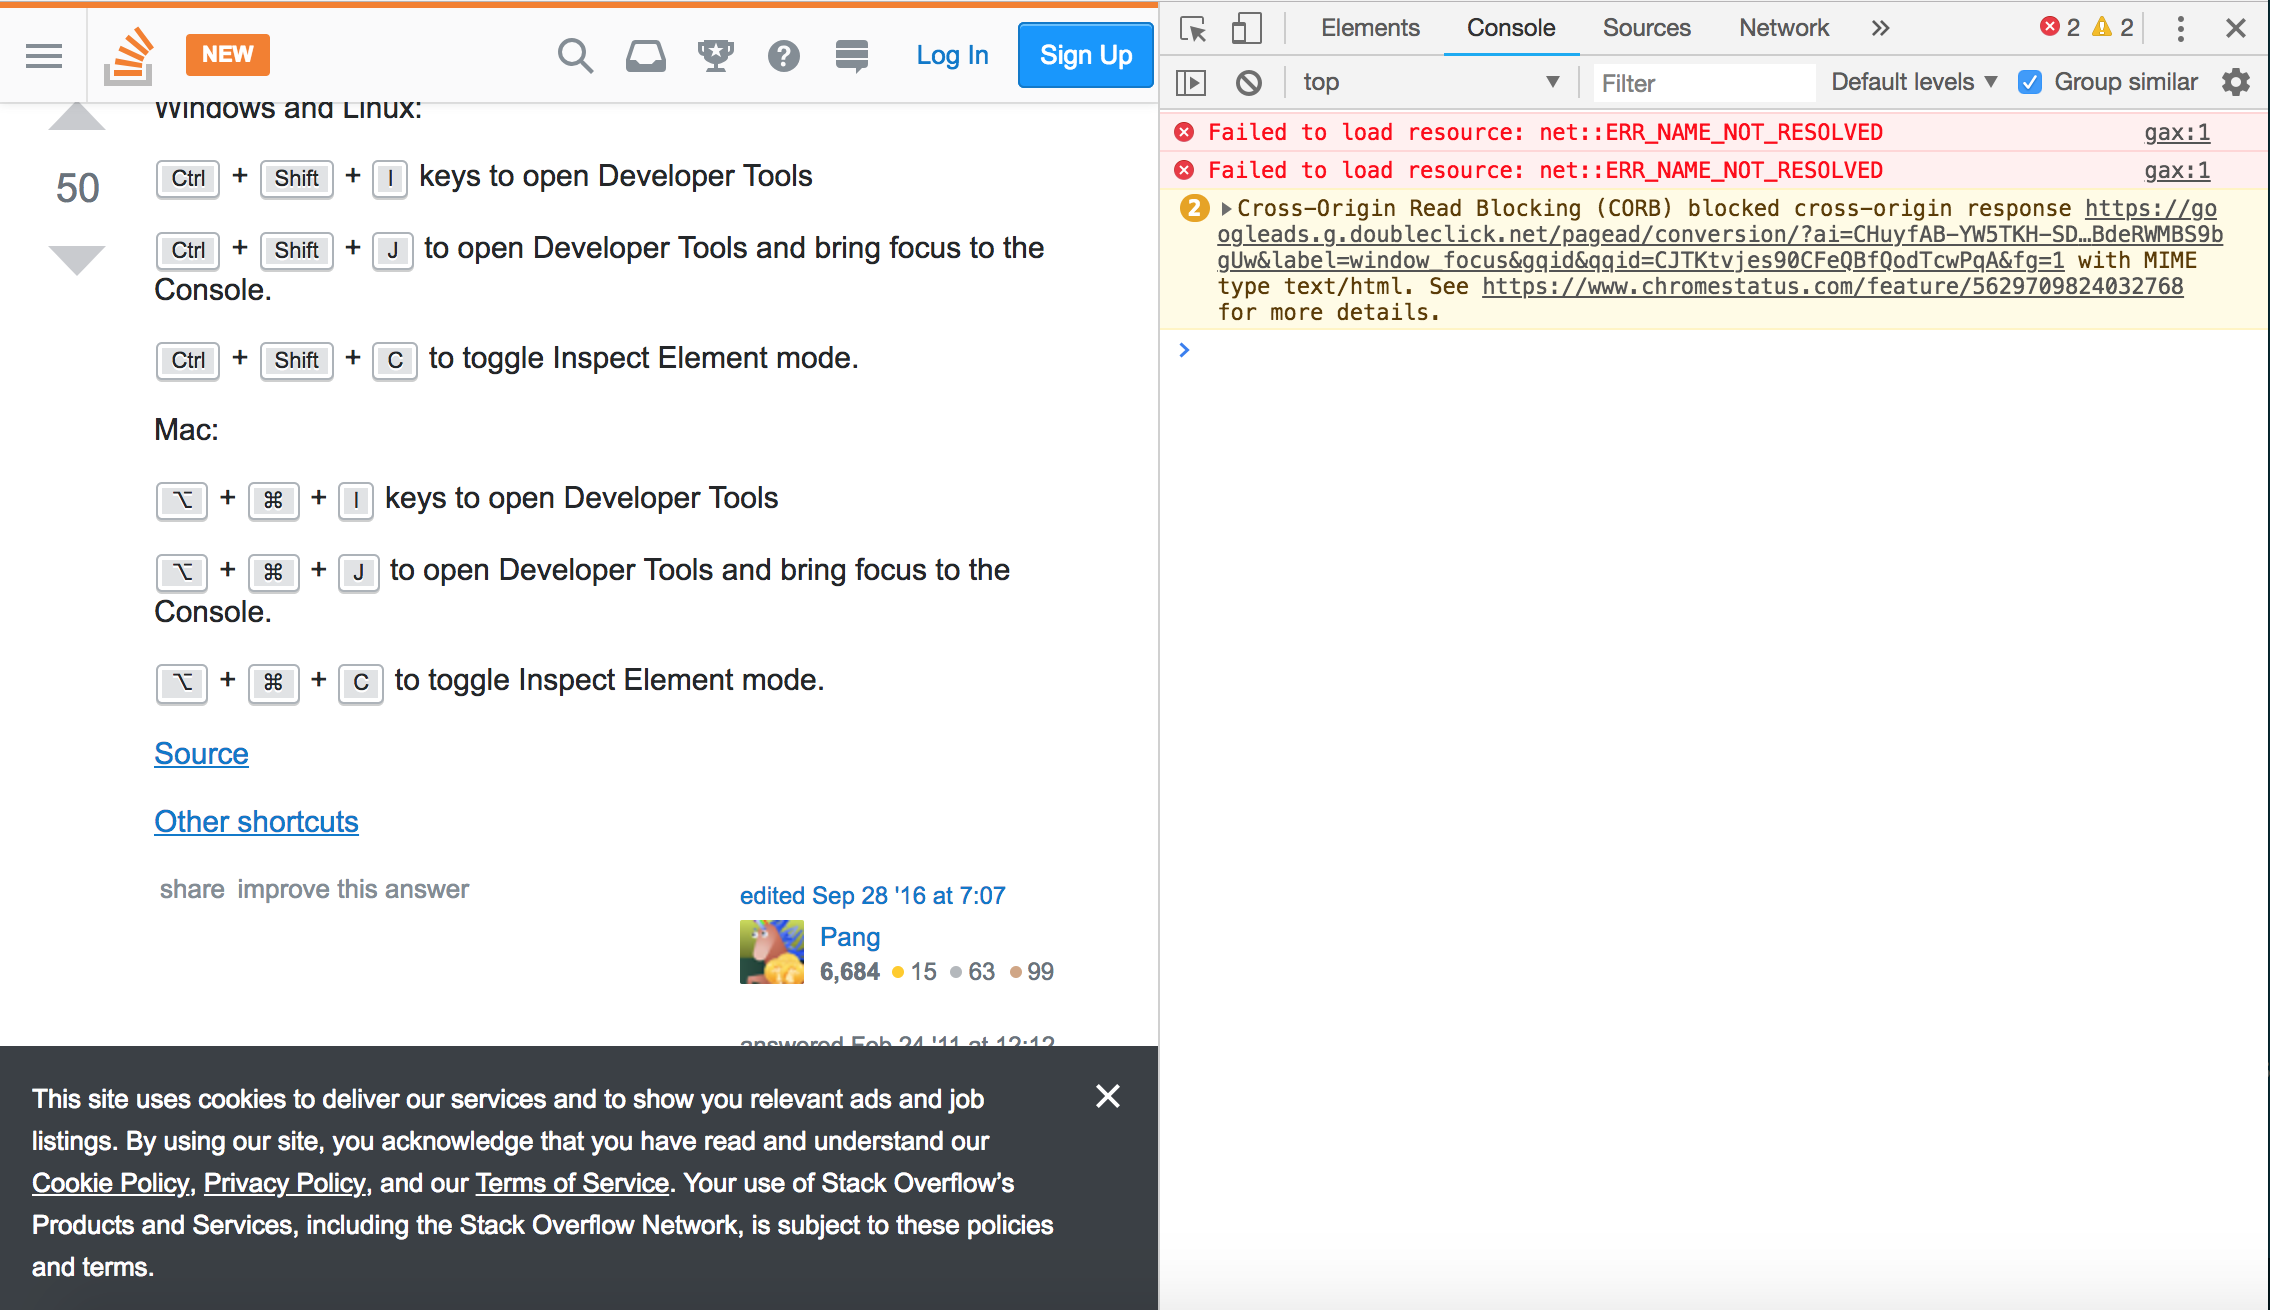 NEW
Log In
Sign Up
Windows and Linux:
50
Ctrl + Shift + I keys to open Developer Tools
Ctrl + Shift + J to open Developer Tools and bring focus to the
Console.
Ctrl + Shift + C to toggle Inspect Element mode.
Mac:
⌥ + ⌘ + I keys to open Developer Tools
⌥ + ⌘ + J to open Developer Tools and bring focus to the
Console.
⌥ + ⌘ + C to toggle Inspect Element mode.
Source
Other shortcuts
share improve this answer
edited Sep 28 '16 at 7:07
Pang
6,684 15 63 99
answered Feb 24 '11 at 12:12
This site uses cookies to deliver our services and to show you relevant ads and job
listings. By using our site, you acknowledge that you have read and understand our
Cookie Policy, Privacy Policy, and our Terms of Service. Your use of Stack Overflow's
Products and Services, including the Stack Overflow Network, is subject to these policies
and terms.
Elements Console Sources Network » 2 2
top Filter Default levels Group similar
Failed to load resource: net::ERR_NAME_NOT_RESOLVED gax:1
Failed to load resource: net::ERR_NAME_NOT_RESOLVED gax:1
2 Cross-Origin Read Blocking (CORB) blocked cross-origin response https://go
ogleads.g.doubleclick.net/pagead/conversion/?ai=CHuyfAB-YW5TKH-SD…BdeRWMBS9b
gUw&label=window_focus&gqid&qqid=CJTKtvjes90CFeQBfQodTcwPqA&fg=1 with MIME
type text/html. See https://www.chromestatus.com/feature/5629709824032768
for more details.